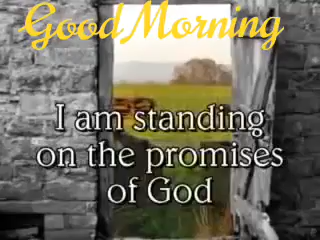 Good Morning
I am standing
on the promises
of God